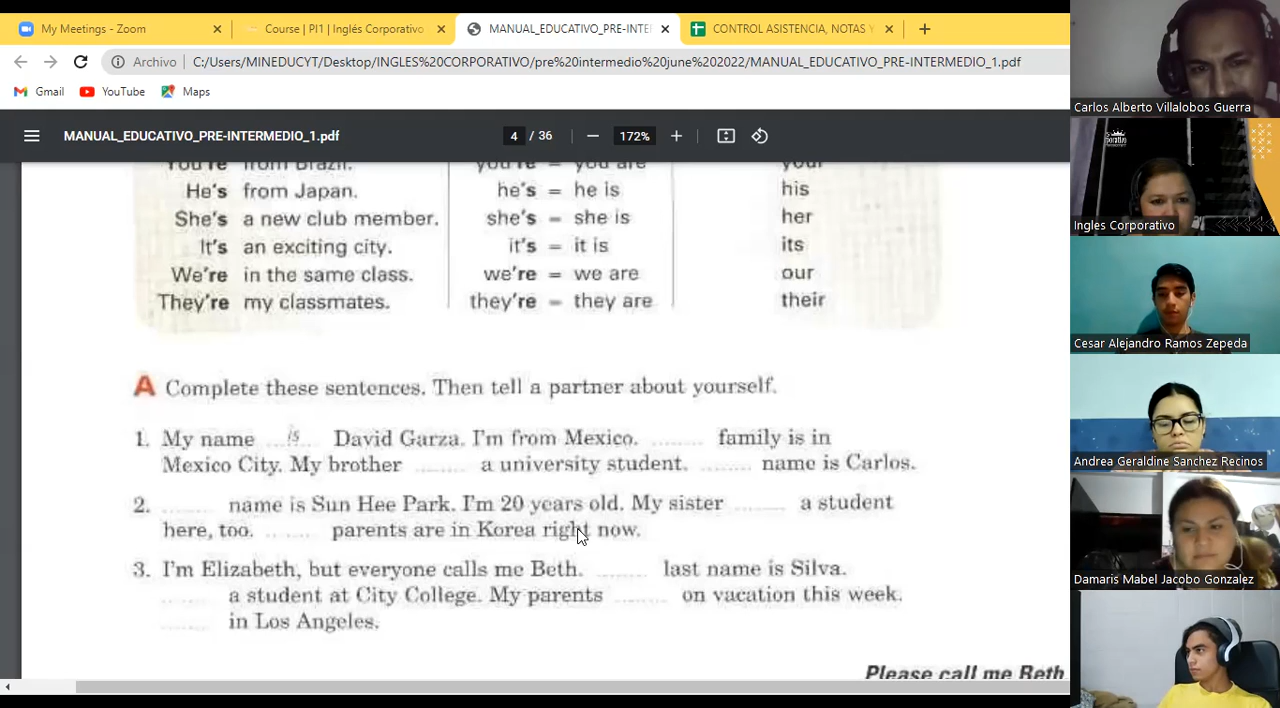 My Meetings - Zoom
Course | PI1 | Inglés Corporativo
MANUAL_EDUCATIVO_PRE-INTE
CONTROL ASISTENCIA, NOTAS Y
Archivo | C:/Users/MINEDUCYT/Desktop/INGLES%20CORPORATIVO/pre%20intermedio%20june%202022/MANUAL_EDUCATIVO_PRE-INTERMEDIO_1.pdf
Gmail YouTube Maps
MANUAL_EDUCATIVO_PRE-INTERMEDIO_1.pdf
4 / 36
172%
You're from Brazil. you're = you are your
He's from Japan. he's = he is his
She's a new club member. she's = she is her
It's an exciting city. it's = it is its
We're in the same class. we're = we are our
They're my classmates. they're = they are their
A Complete these sentences. Then tell a partner about yourself.
1. My name is David Garza. I'm from Mexico. ........ family is in
Mexico City. My brother ........ a university student. ........ name is Carlos.
2. ........ name is Sun Hee Park. I'm 20 years old. My sister ........ a student
here, too. ........ parents are in Korea right now.
3. I'm Elizabeth, but everyone calls me Beth. ........ last name is Silva.
........ a student at City College. My parents ........ on vacation this week.
........ in Los Angeles.
Please call me Beth
Carlos Alberto Villalobos Guerra
Ingles Corporativo
Cesar Alejandro Ramos Zepeda
Andrea Geraldine Sanchez Recinos
Damaris Mabel Jacobo Gonzalez